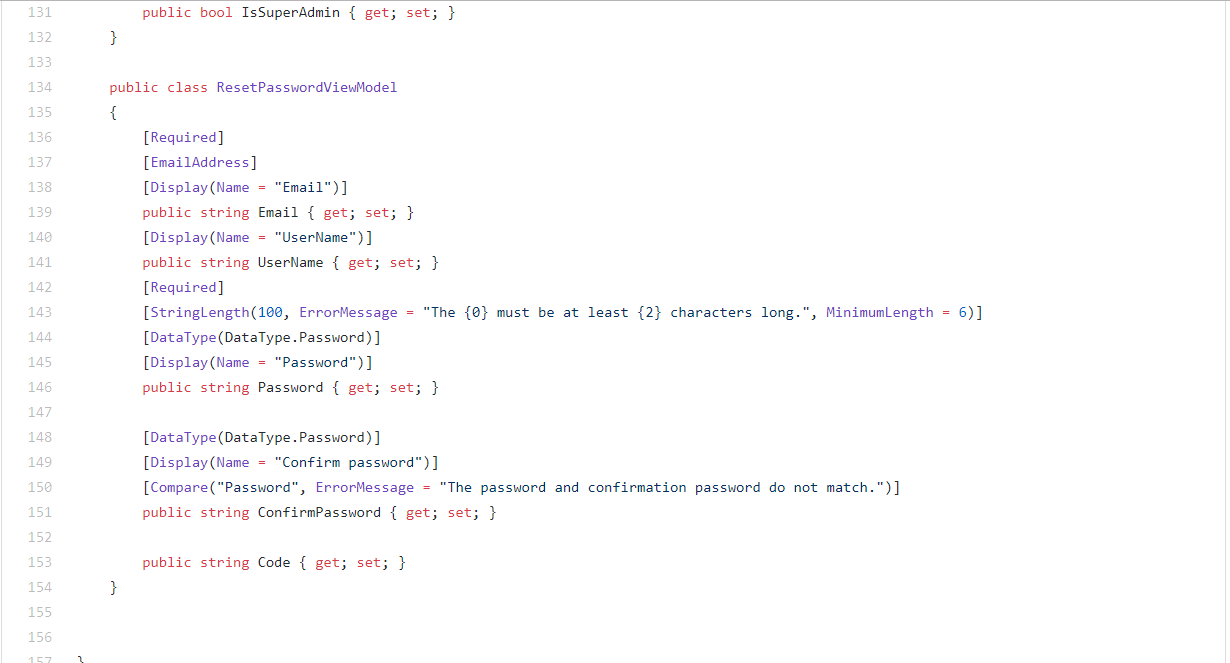 131 public bool IsSuperAdmin { get; set; }
132 }
133
134 public class ResetPasswordViewModel
135 {
136 [Required]
137 [EmailAddress]
138 [Display(Name = "Email")]
139 public string Email { get; set; }
140 [Display(Name = "UserName")]
141 public string UserName { get; set; }
142 [Required]
143 [StringLength(100, ErrorMessage = "The {0} must be at least {2} characters long.", MinimumLength = 6)]
144 [DataType(DataType.Password)]
145 [Display(Name = "Password")]
146 public string Password { get; set; }
147
148 [DataType(DataType.Password)]
149 [Display(Name = "Confirm password")]
150 [Compare("Password", ErrorMessage = "The password and confirmation password do not match.")]
151 public string ConfirmPassword { get; set; }
152
153 public string Code { get; set; }
154 }
155
156
157 }